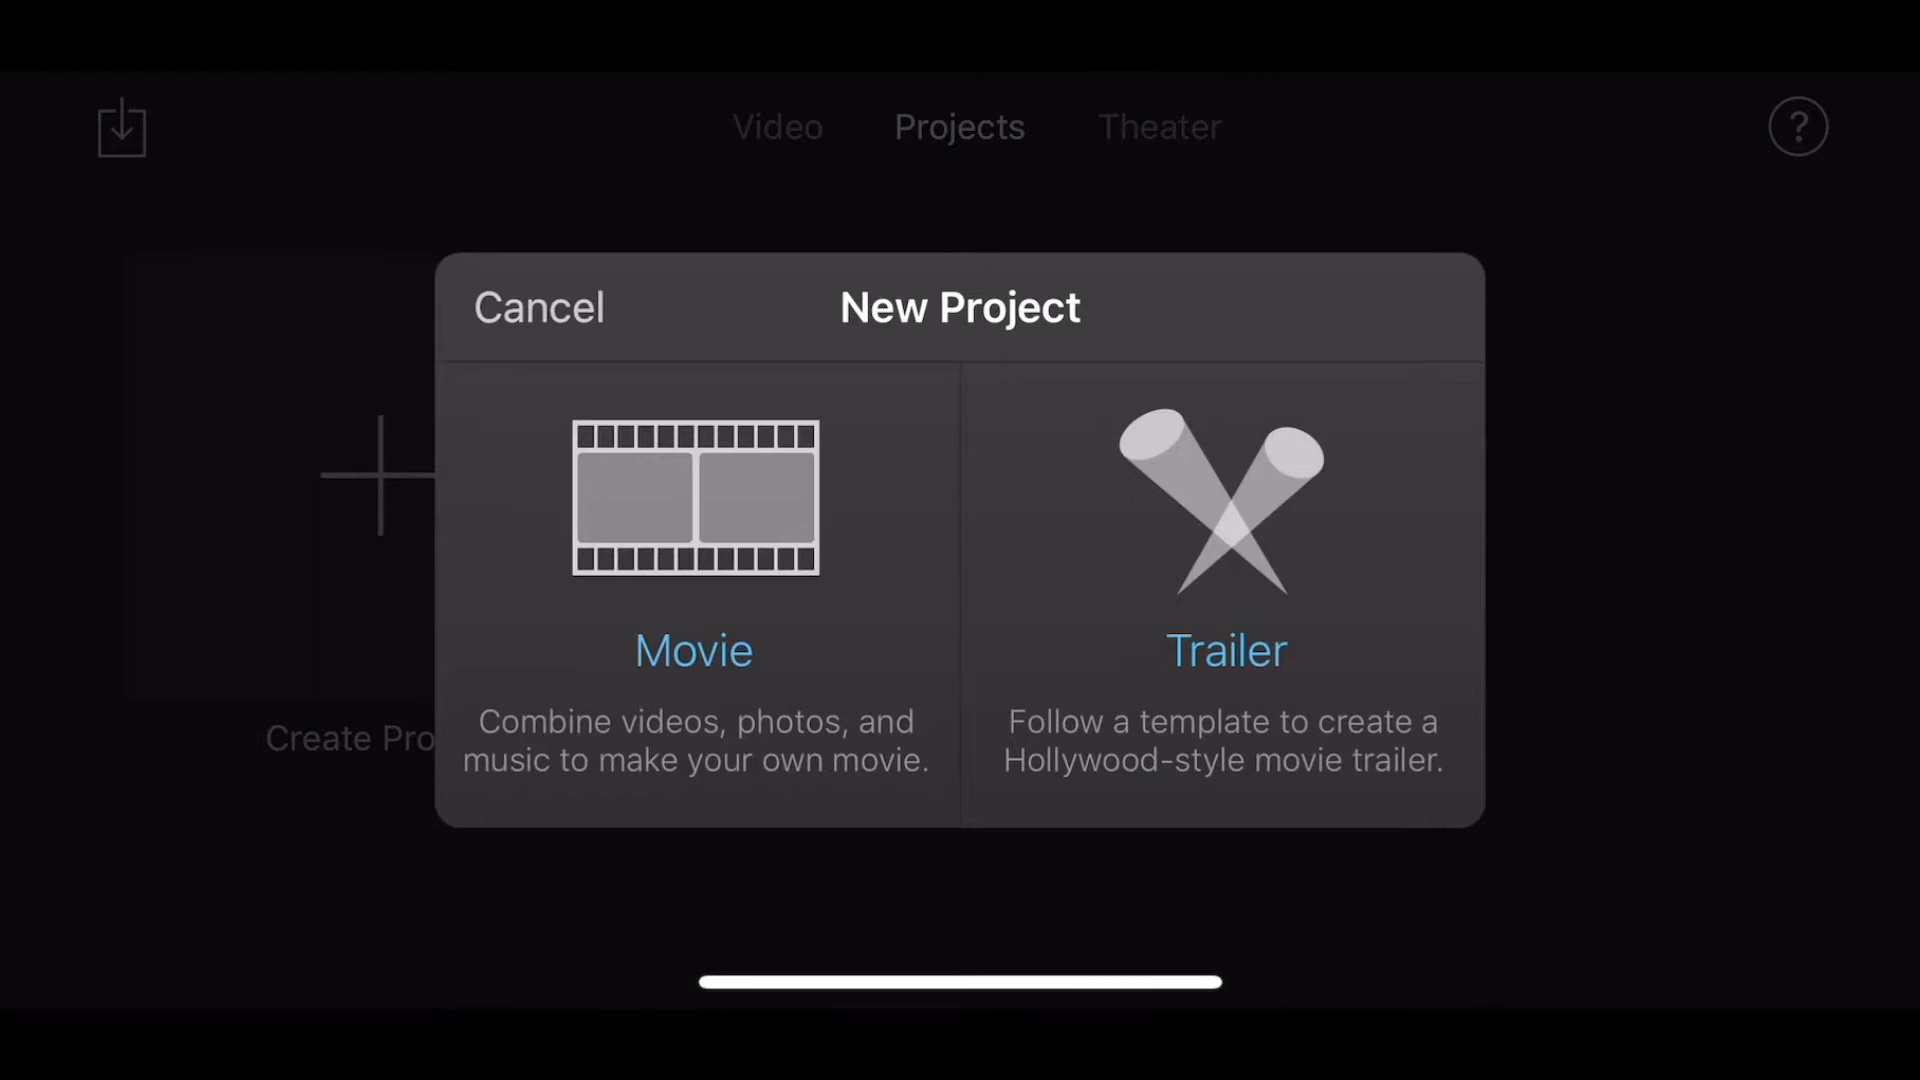 Video Projects Theater
?
Cancel New Project
Movie
Combine videos, photos, and
music to make your own movie.
Trailer
Follow a template to create a
Hollywood-style movie trailer.
Create Pro